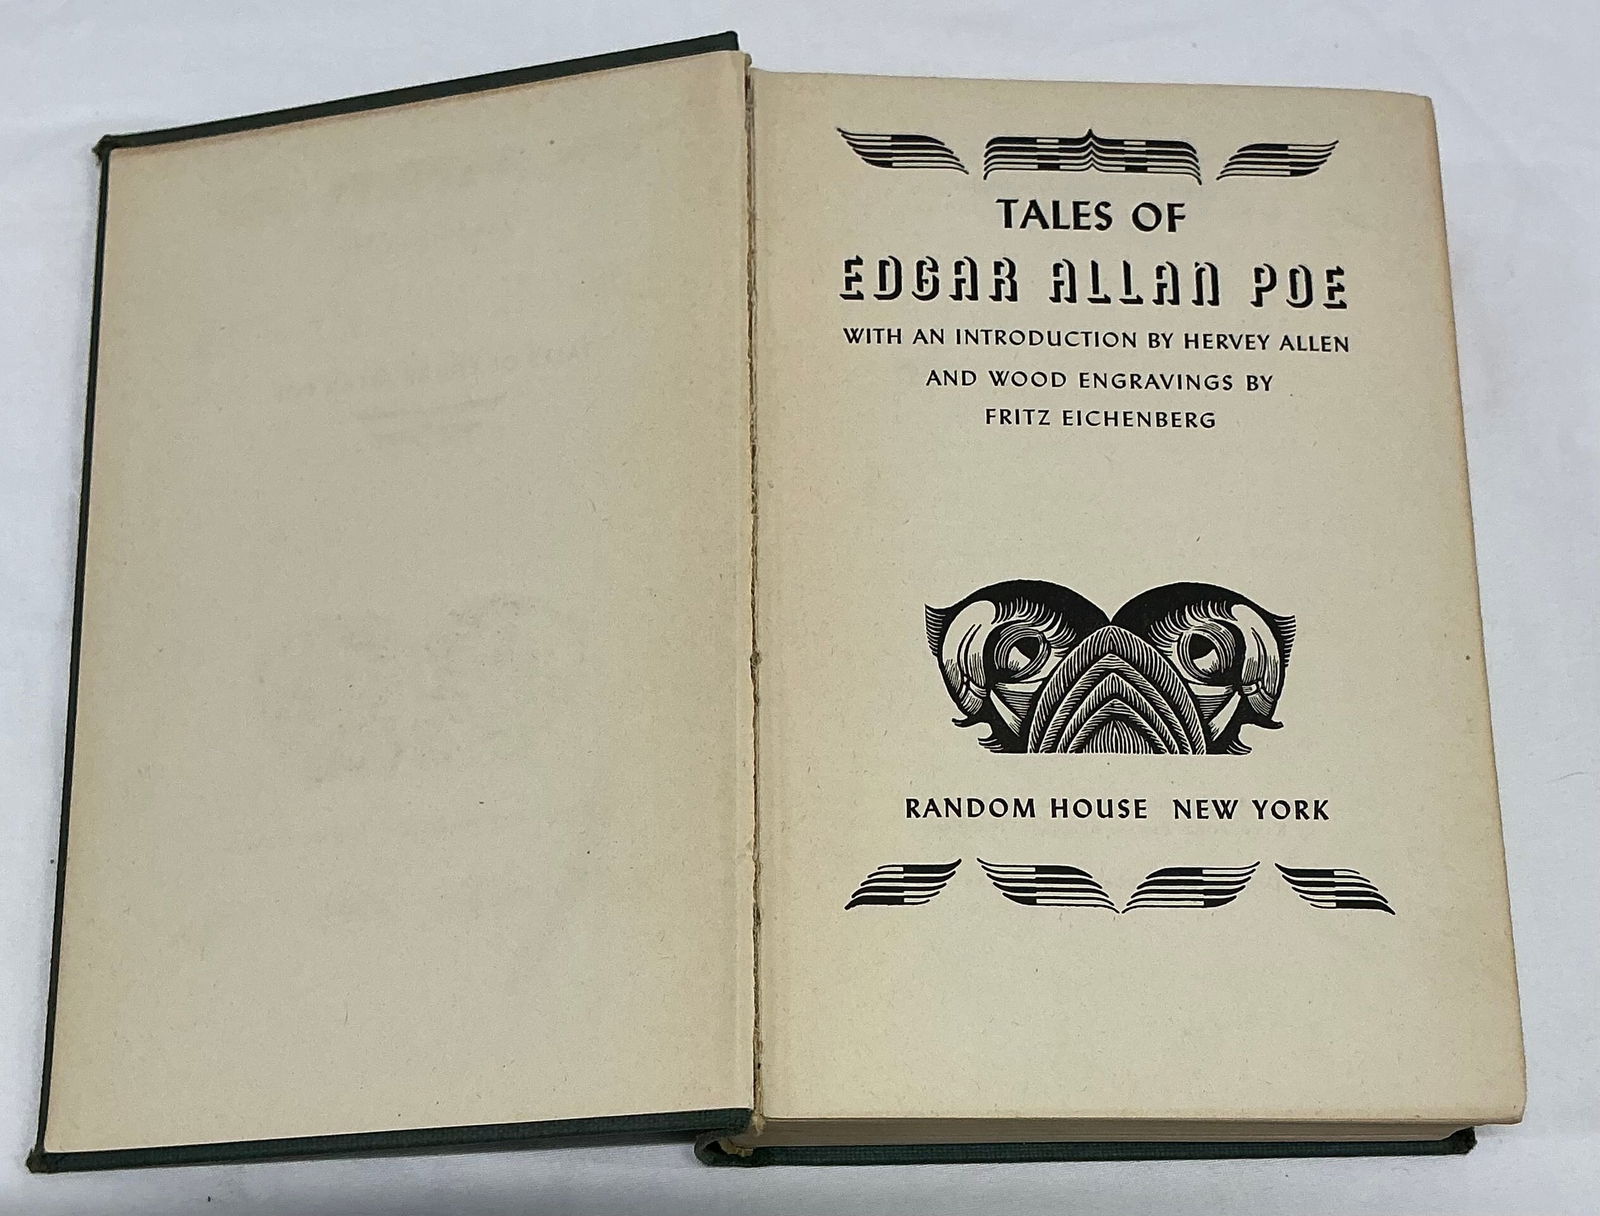 TALES OF
EDGAR ALLAN POE
WITH AN INTRODUCTION BY HERVEY ALLEN
AND WOOD ENGRAVINGS BY
FRITZ EICHENBERG
RANDOM HOUSE NEW YORK